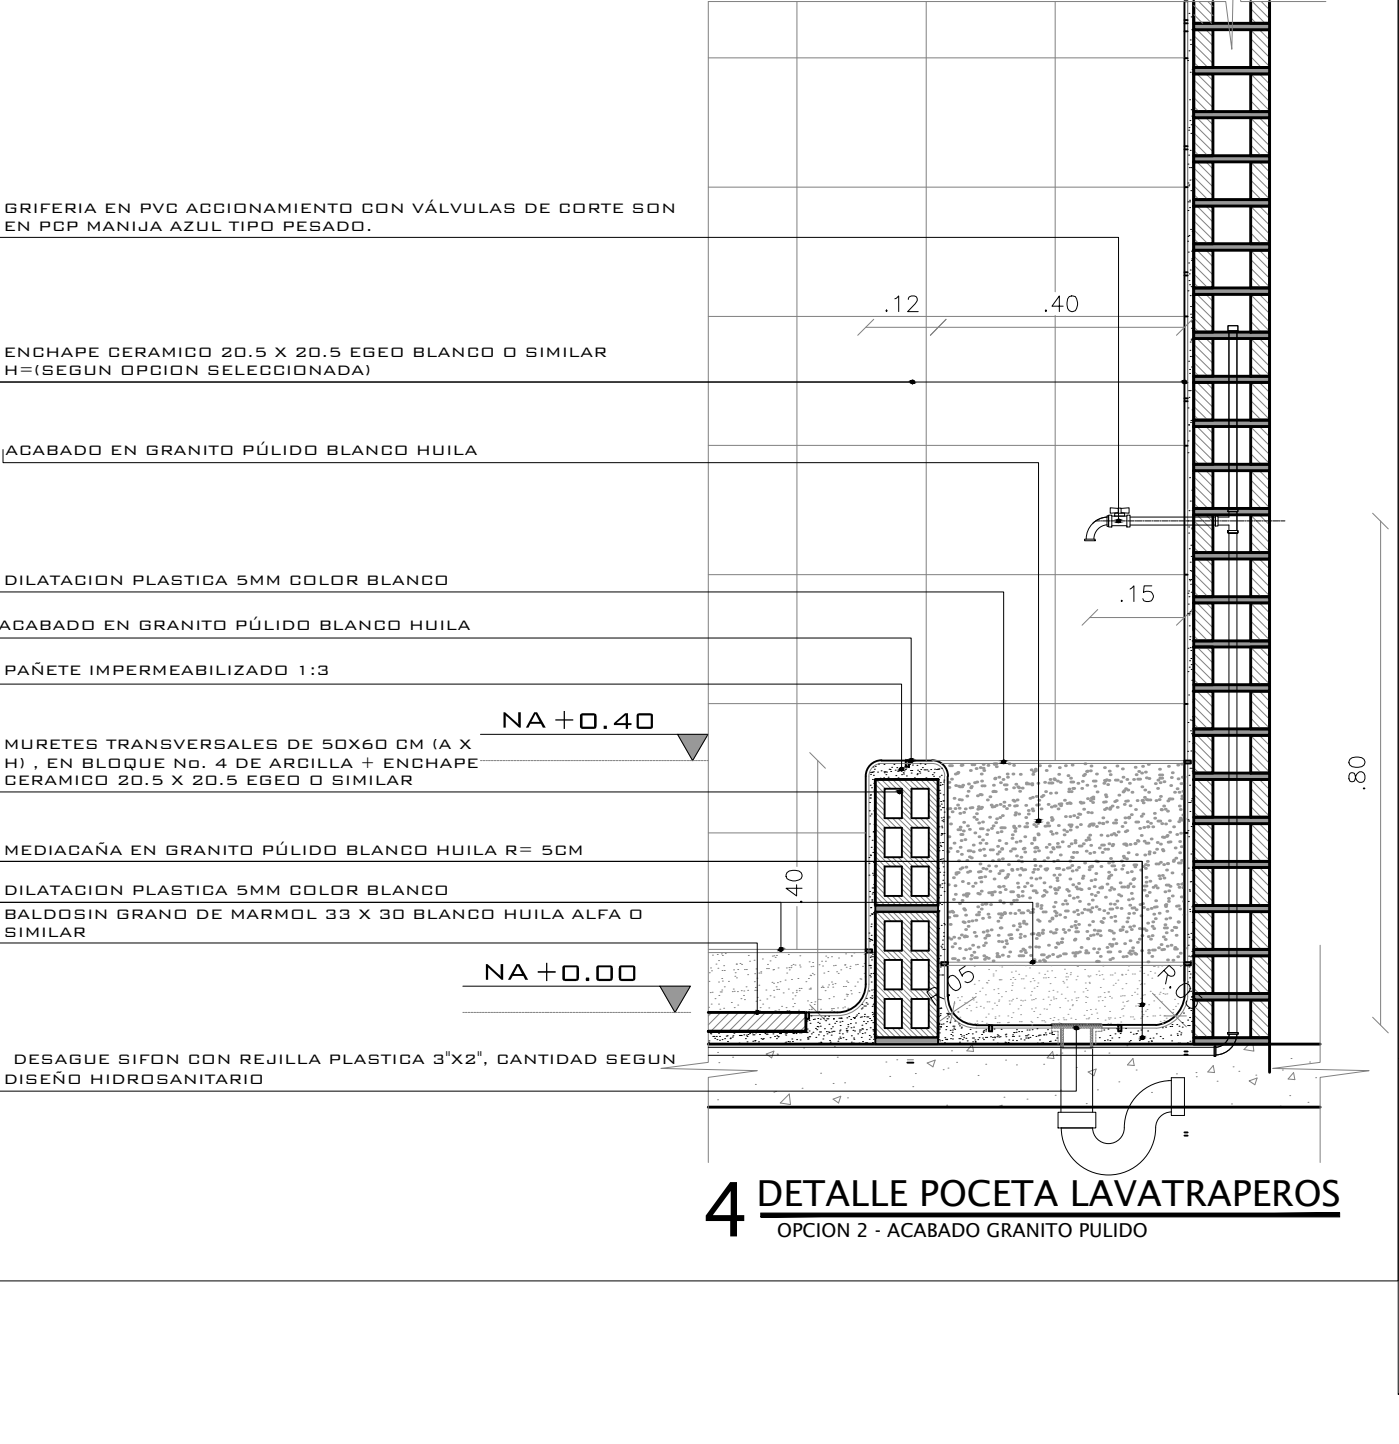 GRIFERIA EN PVC ACCIONAMIENTO CON VÁLVULAS DE CORTE SON
EN PCP MANIJA AZUL TIPO PESADO.
.12
.40
ENCHAPE CERAMICO 20.5 X 20.5 EGEO BLANCO O SIMILAR
H=(SEGUN OPCION SELECCIONADA)
ACABADO EN GRANITO PÚLIDO BLANCO HUILA
DILATACION PLASTICA 5MM COLOR BLANCO
.15
ACABADO EN GRANITO PÚLIDO BLANCO HUILA
PAÑETE IMPERMEABILIZADO 1:3
NA +0.40
MURETES TRANSVERSALES DE 50X60 CM (A X
H) , EN BLOQUE No. 4 DE ARCILLA + ENCHAPE
CERAMICO 20.5 X 20.5 EGEO O SIMILAR
.80
MEDIACAÑA EN GRANITO PÚLIDO BLANCO HUILA R= 5CM
.40
DILATACION PLASTICA 5MM COLOR BLANCO
BALDOSIN GRANO DE MARMOL 33 X 30 BLANCO HUILA ALFA O
SIMILAR
NA +0.00
05
R.0
DESAGUE SIFON CON REJILLA PLASTICA 3"X2", CANTIDAD SEGUN
DISEÑO HIDROSANITARIO
4 DETALLE POCETA LAVATRAPEROS
OPCION 2 - ACABADO GRANITO PULIDO